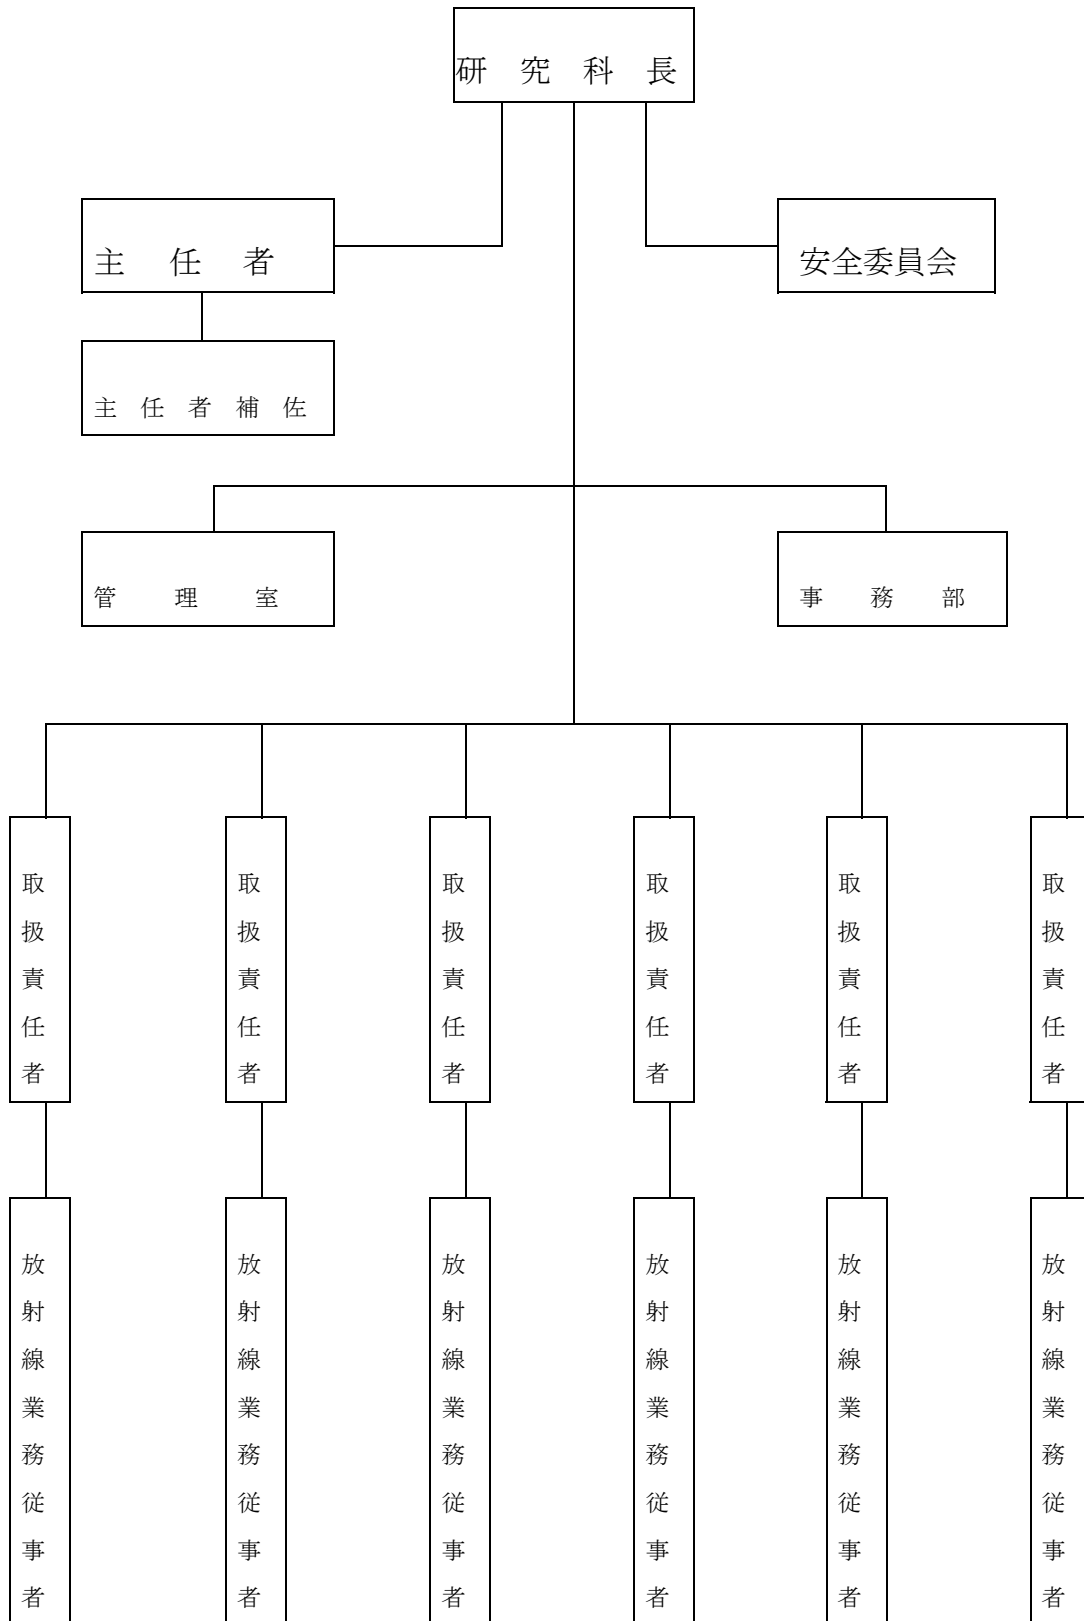 研究科長
主任者
安全委員会
主任者補佐
管理室
事務部
取扱責任者
取扱責任者
取扱責任者
取扱責任者
取扱責任者
取扱責任者
放射線業務従事者
放射線業務従事者
放射線業務従事者
放射線業務従事者
放射線業務従事者
放射線業務従事者